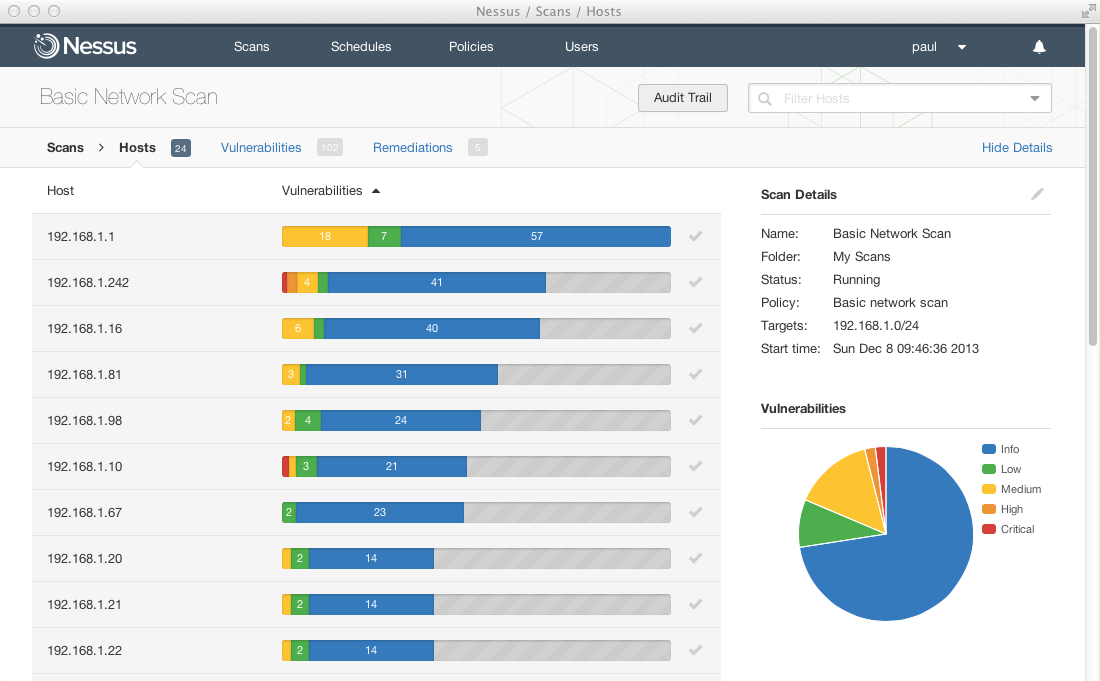 Nessus / Scans / Hosts
Nessus Scans Schedules Policies Users paul
Basic Network Scan Audit Trail Filter Hosts
Scans > Hosts 24 Vulnerabilities 102 Remediations 5 Hide Details
Host Vulnerabilities
192.168.1.1 18 7 57
192.168.1.242 4 41
192.168.1.16 6 40
192.168.1.81 3 31
192.168.1.98 2 4 24
192.168.1.10 3 21
192.168.1.67 2 23
192.168.1.20 2 14
192.168.1.21 2 14
192.168.1.22 2 14
Scan Details
Name: Basic Network Scan
Folder: My Scans
Status: Running
Policy: Basic network scan
Targets: 192.168.1.0/24
Start time: Sun Dec 8 09:46:36 2013
Vulnerabilities
Info
Low
Medium
High
Critical